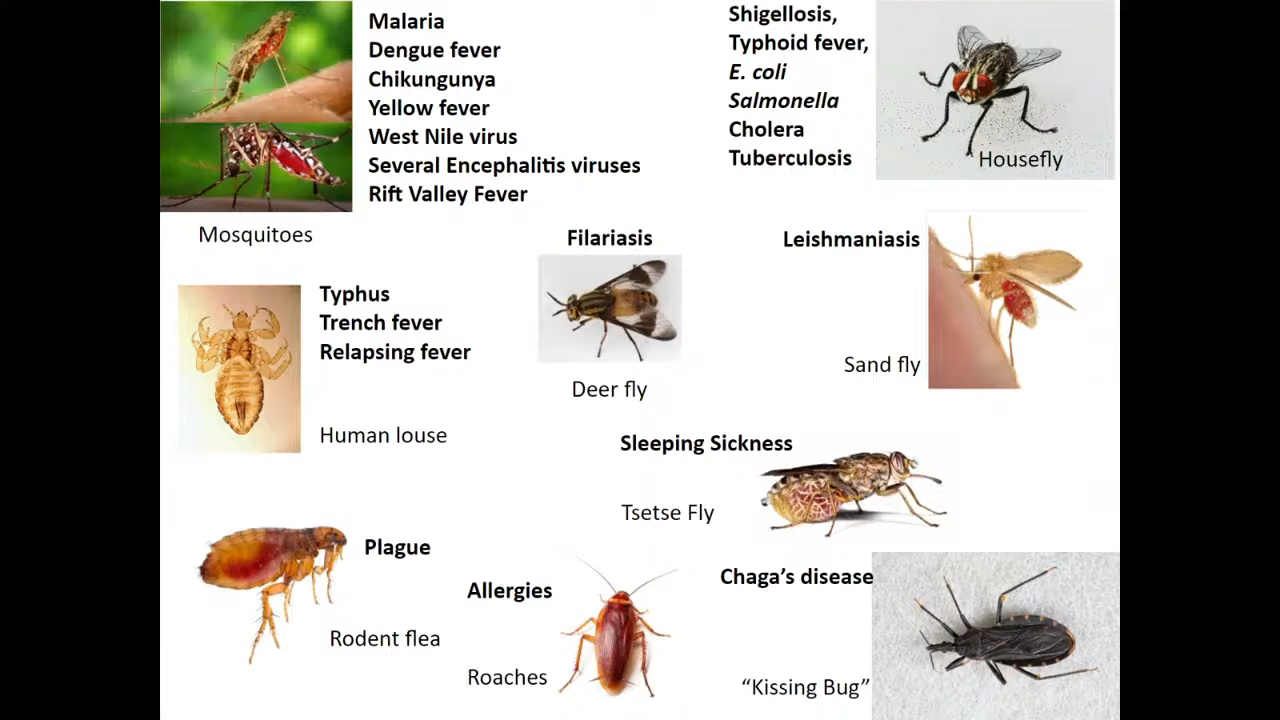 Malaria
Dengue fever
Chikungunya
Yellow fever
West Nile virus
Several Encephalitis viruses
Rift Valley Fever
Mosquitoes
Shigellosis,
Typhoid fever,
E. coli
Salmonella
Cholera
Tuberculosis
Housefly
Filariasis
Deer fly
Leishmaniasis
Sand fly
Typhus
Trench fever
Relapsing fever
Human louse
Sleeping Sickness
Tsetse Fly
Plague
Rodent flea
Allergies
Roaches
Chaga’s disease
“Kissing Bug”